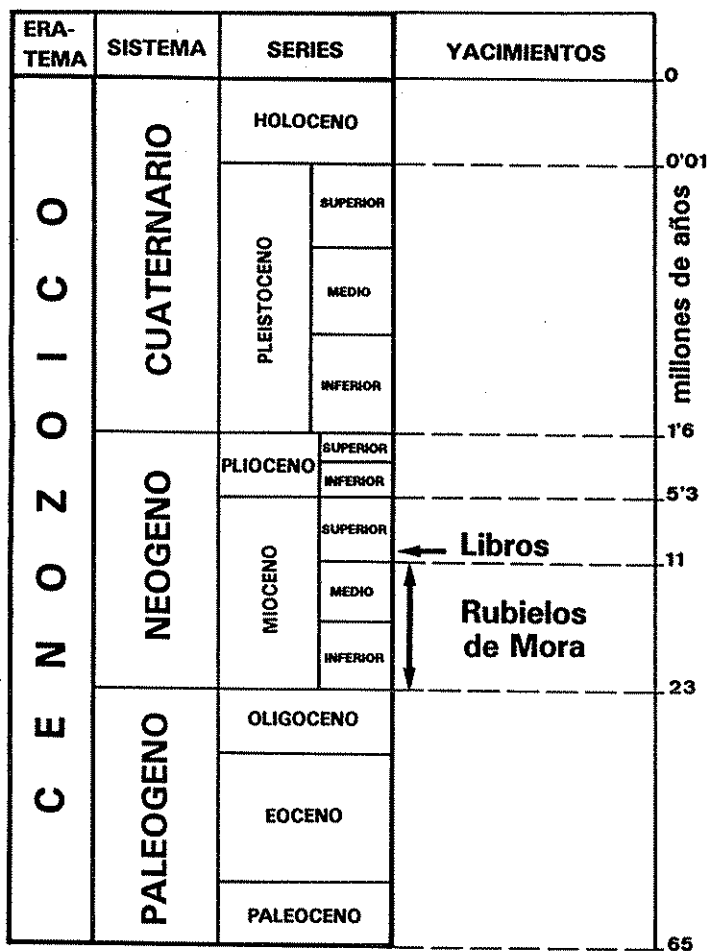 ERA-
TEMA
SISTEMA
SERIES
YACIMIENTOS
0
CENOZOICO
CUATERNARIO
HOLOCENO
0'01
millones de años
PLEISTOCENO
SUPERIOR
MEDIO
INFERIOR
1'6
NEOGENO
PLIOCENO
SUPERIOR
INFERIOR
5'3
MIOCENO
SUPERIOR
Libros
11
MEDIO
Rubielos
de Mora
INFERIOR
23
PALEOGENO
OLIGOCENO
EOCENO
PALEOCENO
65